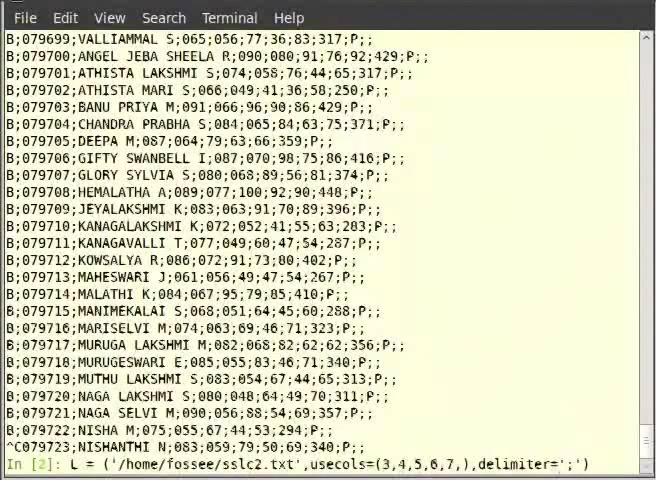 File Edit View Search Terminal Help
B;079699;VALLIAMMAL S;065;056;77;36;83;317;P;;
B;079700;ANGEL JEBA SHEELA R;090;080;91;76;92;429;P;;
B;079701;ATHISTA LAKSHMI S;074;058;76;44;65;317;P;;
B;079702;ATHISTA MARI S;066;049;41;36;58;250;P;;
B;079703;BANU PRIYA M;091;066;96;90;86;429;P;;
B;079704;CHANDRA PRABHA S;084;065;84;63;75;371;P;;
B;079705;DEEPA M;087;064;79;63;66;359;P;;
B;079706;GIFTY SWANBELL I;087;070;98;75;86;416;P;;
B;079707;GLORY SYLVIA S;080;068;89;56;81;374;P;;
B;079708;HEMALATHA A;089;077;100;92;90;448;P;;
B;079709;JEYALAKSHMI K;083;063;91;70;89;396;P;;
B;079710;KANAGALAKSHMI K;072;052;41;55;63;283;P;;
B;079711;KANAGAVALLI T;077;049;60;47;54;287;P;;
B;079712;KOWSALYA R;086;072;91;73;80;402;P;;
B;079713;MAHESWARI J;061;056;49;47;54;267;P;;
B;079714;MALATHI K;084;067;95;79;85;410;P;;
B;079715;MANIMEKALAI S;068;051;64;45;60;288;P;;
B;079716;MARISELVI M;074;063;69;46;71;323;P;;
B;079717;MURUGA LAKSHMI M;082;068;82;62;62;356;P;;
B;079718;MURUGESWARI E;085;055;83;46;71;340;P;;
B;079719;MUTHU LAKSHMI S;083;054;67;44;65;313;P;;
B;079720;NAGA LAKSHMI S;080;048;64;49;70;311;P;;
B;079721;NAGA SELVI M;090;056;88;54;69;357;P;;
B;079722;NISHA M;075;055;67;44;53;294;P;;
^C079723;NISHANTHI N;083;059;79;50;69;340;P;;
In [2]: L = ('/home/fossee/sslc2.txt',usecols=(3,4,5,6,7,),delimiter=';')